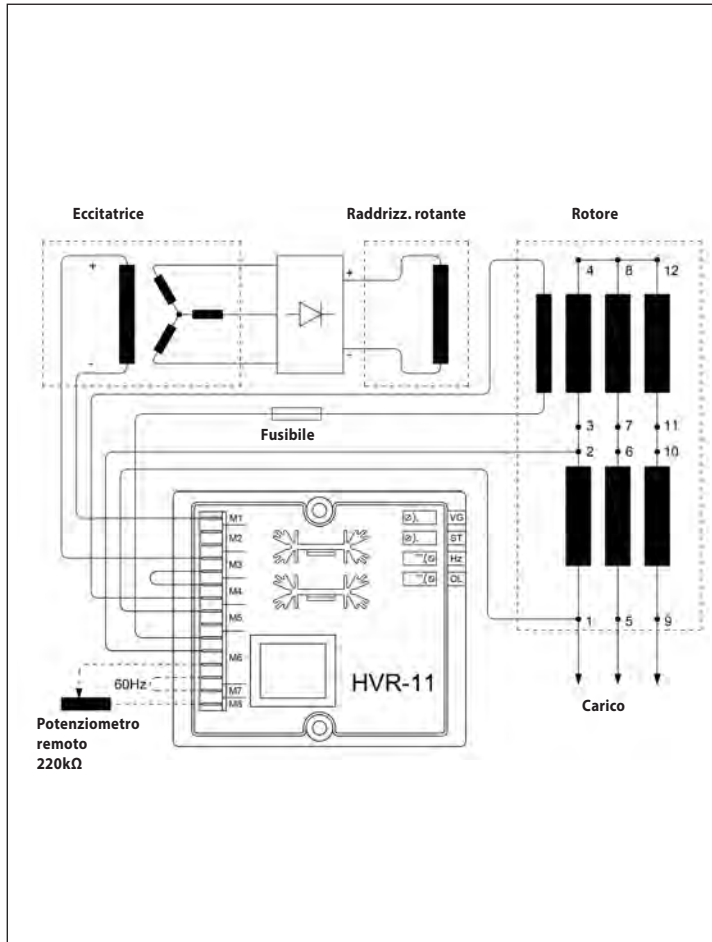 Eccitatrice
Raddrizz. rotante
Rotore
+
-
+
-
4 8 12
3 7 11
2 6 10
1 5 9
Fusibile
M1
M2
M3
M4
M5
M6
M7
M8
VG
ST
Hz
OL
60Hz
HVR-11
Potenziometro
remoto
220kΩ
Carico